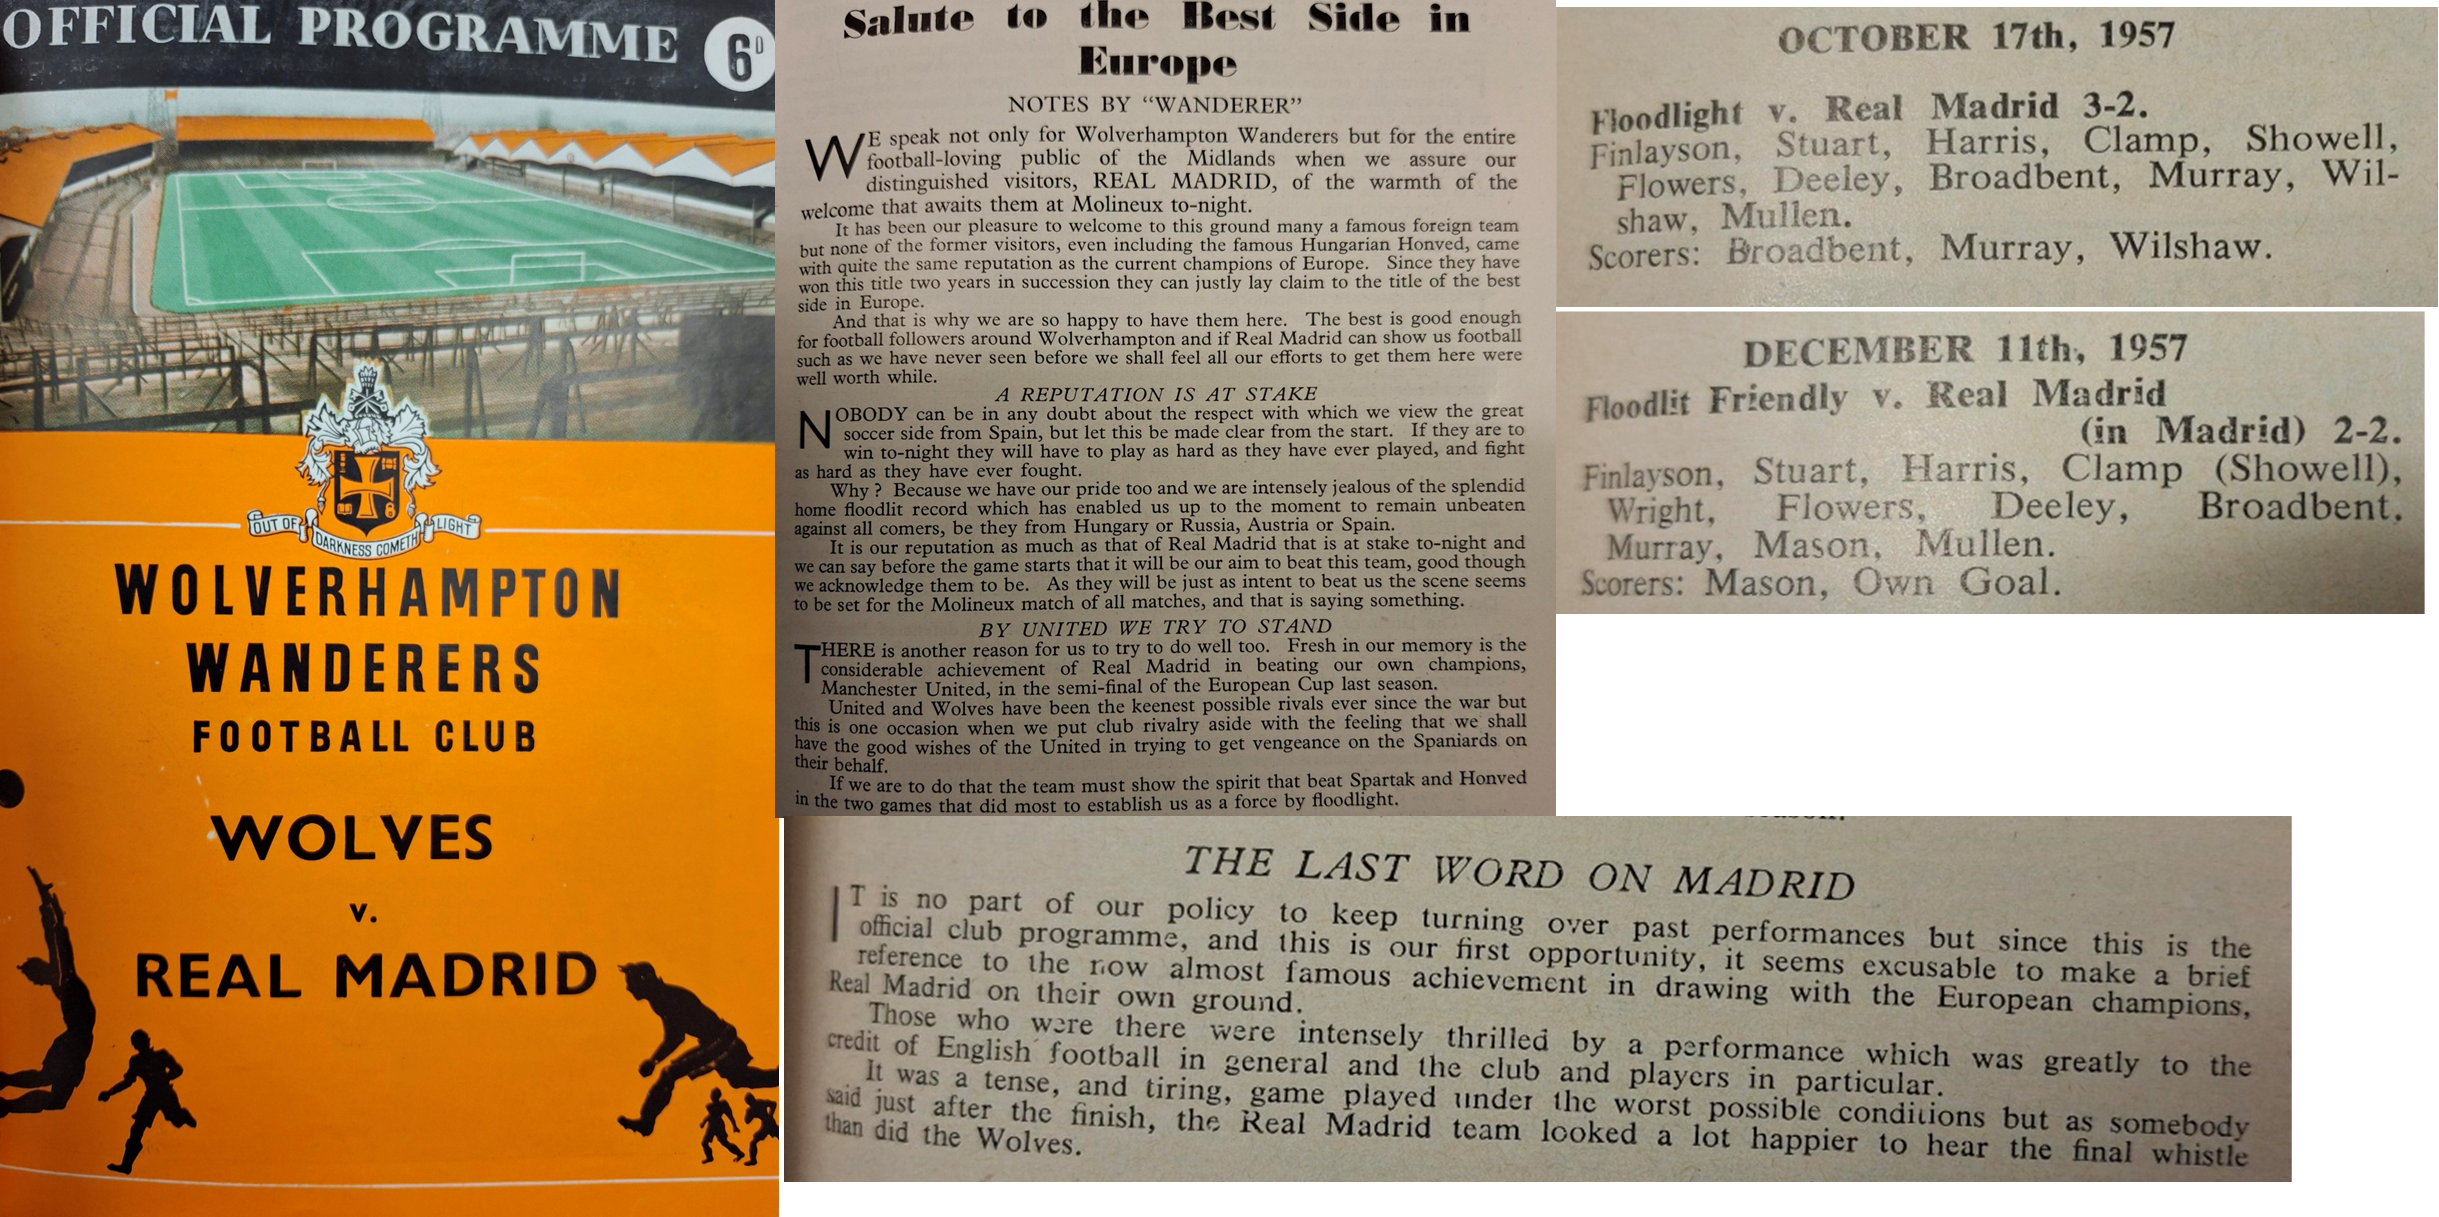 OFFICIAL PROGRAMME 6D
OUT OF DARKNESS COMETH LIGHT
WOLVERHAMPTON
WANDERERS
FOOTBALL CLUB
WOLVES
v.
REAL MADRID
Salute to the Best Side in
Europe
NOTES BY “WANDERER”
WE speak not only for Wolverhampton Wanderers but for the entire
football-loving public of the Midlands when we assure our
distinguished visitors, REAL MADRID, of the warmth of the
welcome that awaits them at Molineux to-night.
It has been our pleasure to welcome to this ground many a famous foreign team
but none of the former visitors, even including the famous Hungarian Honved, came
with quite the same reputation as the current champions of Europe. Since they have
won this title two years in succession they can justly lay claim to the title of the best
side in Europe.
And that is why we are so happy to have them here. The best is good enough
for football followers around Wolverhampton and if Real Madrid can show us football
such as we have never seen before we shall feel all our efforts to get them here were
well worth while.
A REPUTATION IS AT STAKE
NOBODY can be in any doubt about the respect with which we view the great
soccer side from Spain, but let this be made clear from the start. If they are to
win to-night they will have to play as hard as they have ever played, and fight
as hard as they have ever fought.
Why? Because we have our pride too and we are intensely jealous of the splendid
home floodlit record which has enabled us up to the moment to remain unbeaten
against all comers, be they from Hungary or Russia, Austria or Spain.
It is our reputation as much as that of Real Madrid that is at stake to-night and
we can say before the game starts that it will be our aim to beat this team, good though
we acknowledge them to be. As they will be just as intent to beat us the scene seems
to be set for the Molineux match of all matches, and that is saying something.
BY UNITED WE TRY TO STAND
THERE is another reason for us to try to do well too. Fresh in our memory is the
considerable achievement of Real Madrid in beating our own champions,
Manchester United, in the semi-final of the European Cup last season.
United and Wolves have been the keenest possible rivals ever since the war but
this is one occasion when we put club rivalry aside with the feeling that we shall
have the good wishes of the United in trying to get vengeance on the Spaniards on
their behalf.
If we are to do that the team must show the spirit that beat Spartak and Honved
in the two games that did most to establish us as a force by floodlight.
OCTOBER 17th, 1957
Floodlight v. Real Madrid 3-2.
Finlayson, Stuart, Harris, Clamp, Showell,
Flowers, Deeley, Broadbent, Murray, Wil-
shaw, Mullen.
Scorers: Broadbent, Murray, Wilshaw.
DECEMBER 11th, 1957
Floodlit Friendly v. Real Madrid
(in Madrid) 2-2.
Finlayson, Stuart, Harris, Clamp (Showell),
Wright, Flowers, Deeley, Broadbent,
Murray, Mason, Mullen.
Scorers: Mason, Own Goal.
THE LAST WORD ON MADRID
IT is no part of our policy to keep turning over past performances but since this is the
official club programme, and this is our first opportunity, it seems excusable to make a brief
reference to the now almost famous achievement in drawing with the European champions,
Real Madrid on their own ground.
Those who were there were intensely thrilled by a performance which was greatly to the
credit of English football in general and the club and players in particular.
It was a tense, and tiring, game played under the worst possible conditions but as somebody
said just after the finish, the Real Madrid team looked a lot happier to hear the final whistle
than did the Wolves.